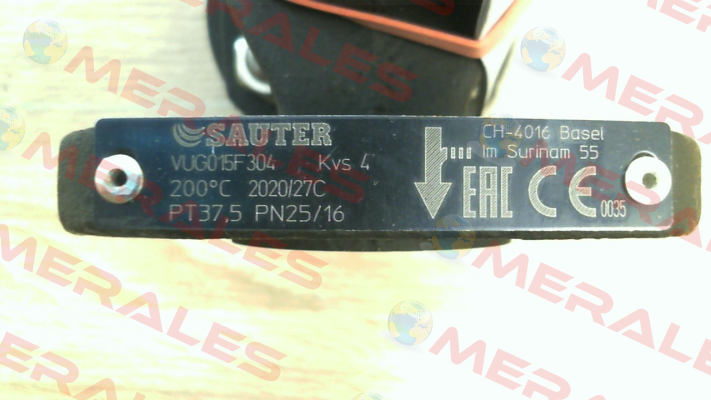 SAUTER
VUG015F304 Kvs 4
200°C 2020/27C
PT37,5 PN25/16
CH-4016 Basel
Im Surinam 55
EAC CE 0035
MERALES
MERALES
MERALES
MERALES